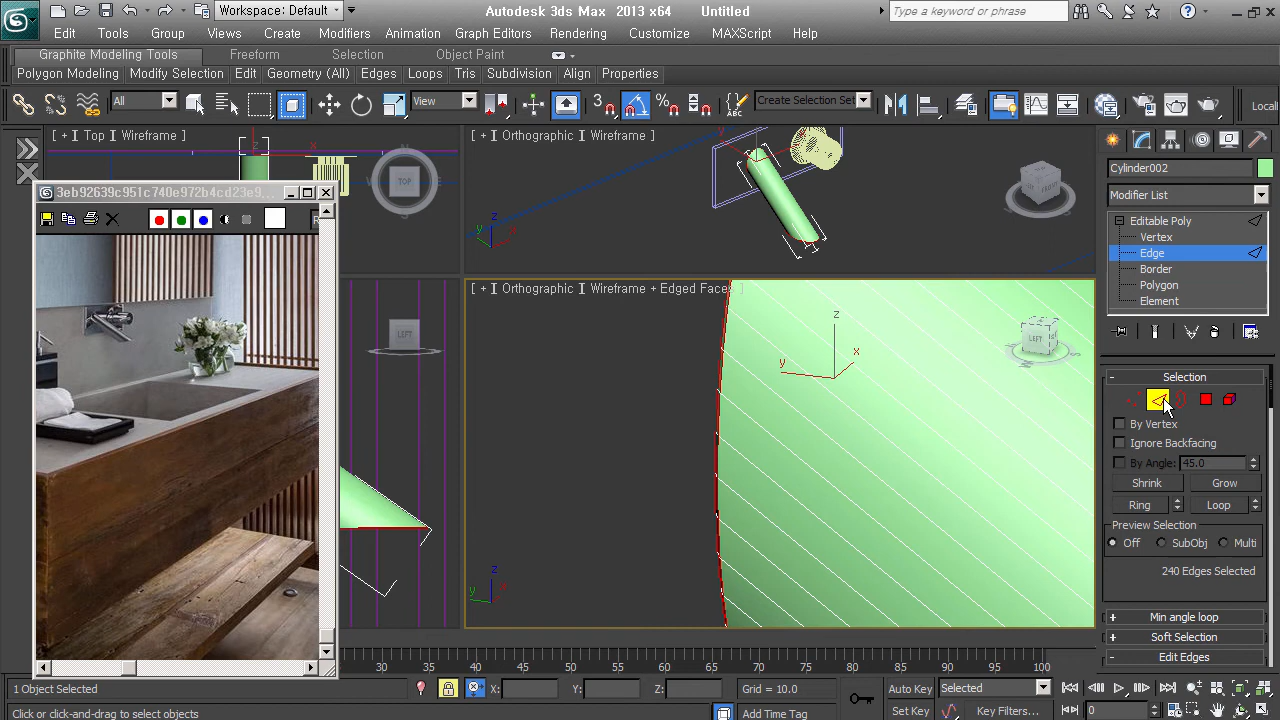 Workspace: Default
Autodesk 3ds Max 2013 x64 Untitled
Type a keyword or phrase
Edit Tools Group Views Create Modifiers Animation Graph Editors Rendering Customize MAXScript Help
Graphite Modeling Tools Freeform Selection Object Paint
Polygon Modeling Modify Selection Edit Geometry (All) Edges Loops Tris Subdivision Align Properties
All View 3 Create Selection Set Locali
[ + ] Top [ Wireframe ]
[ + ] Orthographic [ Wireframe ]
TOP
3eb92639c951c740e972b4cd23e9...
Cylinder002
Modifier List
Editable Poly
Vertex
Edge
Border
Polygon
Element
[ + ] Orthographic [ Wireframe + Edged Faces ]
LEFT
LEFT
z
x
y
Selection
By Vertex
Ignore Backfacing
By Angle: 45.0
Shrink Grow
Ring Loop
Preview Selection
Off SubObj Multi
240 Edges Selected
+ Min angle loop
+ Soft Selection
- Edit Edges
30 35 40 45 50 55 60 65 70 75 80 85 90 95 100
1 Object Selected X: Y: Z: Grid = 10.0 Auto Key Selected
Click or click-and-drag to select objects Add Time Tag Set Key Key Filters... 0